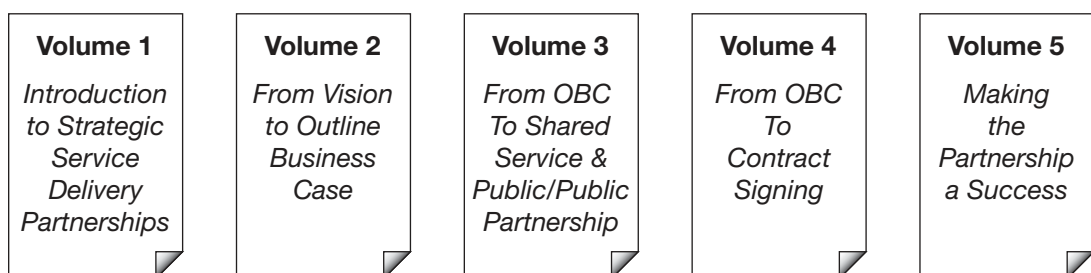 Volume 1
Introduction
to Strategic
Service
Delivery
Partnerships
Volume 2
From Vision
to Outline
Business
Case
Volume 3
From OBC
To Shared
Service &
Public/Public
Partnership
Volume 4
From OBC
To
Contract
Signing
Volume 5
Making
the
Partnership
a Success